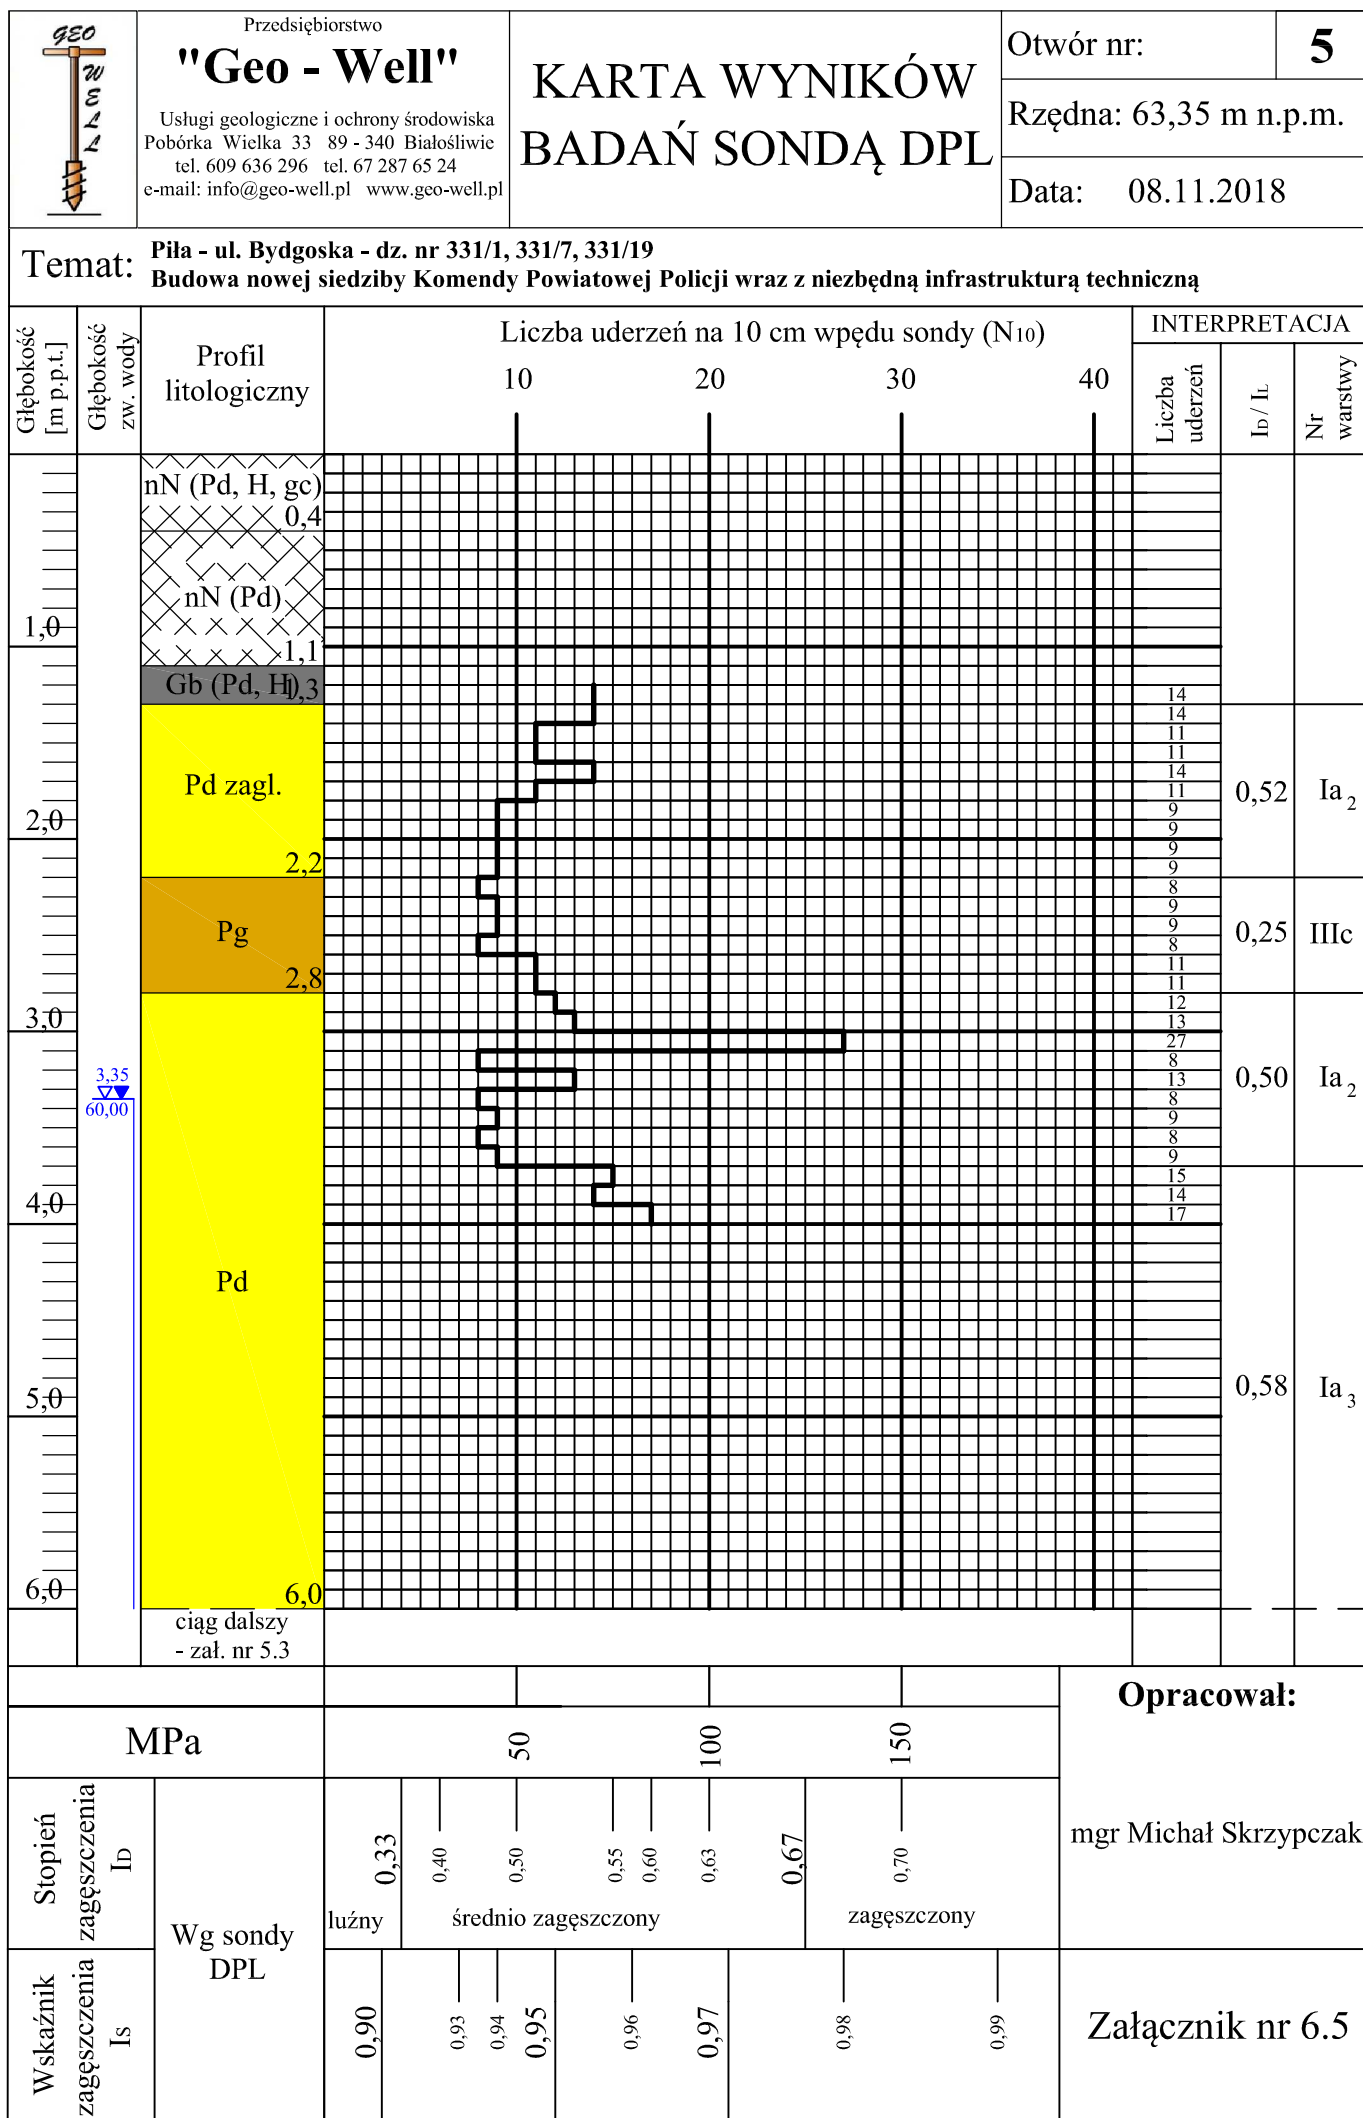 GEO
WELL
Przedsiębiorstwo
"Geo - Well"
Usługi geologiczne i ochrony środowiska
Pobórka Wielka 33 89 - 340 Białośliwie
tel. 609 636 296 tel. 67 287 65 24
e-mail: info@geo-well.pl www.geo-well.pl
KARTA WYNIKÓW
BADAŃ SONDĄ DPL
Otwór nr: 5
Rzędna: 63,35 m n.p.m.
Data: 08.11.2018
Temat: Piła - ul. Bydgoska - dz. nr 331/1, 331/7, 331/19
Budowa nowej siedziby Komendy Powiatowej Policji wraz z niezbędną infrastrukturą techniczną
Głębokość
[m p.p.t.]
Głębokość
zw. wody
Profil
litologiczny
Liczba uderzeń na 10 cm wpędu sondy (N10)
10 20 30 40
INTERPRETACJA
Liczba
uderzeń
ID / IL
Nr
warstwy
nN (Pd, H, gc)
0,4
nN (Pd)
1,0
1,1
Gb (Pd, H)
1,3
14
14
11
11
14
Pd zagl.
11
0,52 Ia2
9
2,0
9
9
2,2
9
8
9
Pg
9
0,25 IIIc
8
11
2,8
11
12
3,0
13
27
8
3,35
13
0,50 Ia2
60,00
8
9
8
9
15
4,0
14
17
Pd
5,0
0,58 Ia3
6,0
6,0
ciąg dalszy
- zał. nr 5.3
MPa
50 100 150
Opracował:
mgr Michał Skrzypczak
Stopień
zagęszczenia
ID
Wg sondy
DPL
0,33 0,40 0,50 0,55 0,60 0,63 0,67 0,70
luźny średnio zagęszczony zagęszczony
Wskaźnik
zagęszczenia
IS
0,90 0,93 0,94 0,95 0,96 0,97 0,98 0,99
Załącznik nr 6.5